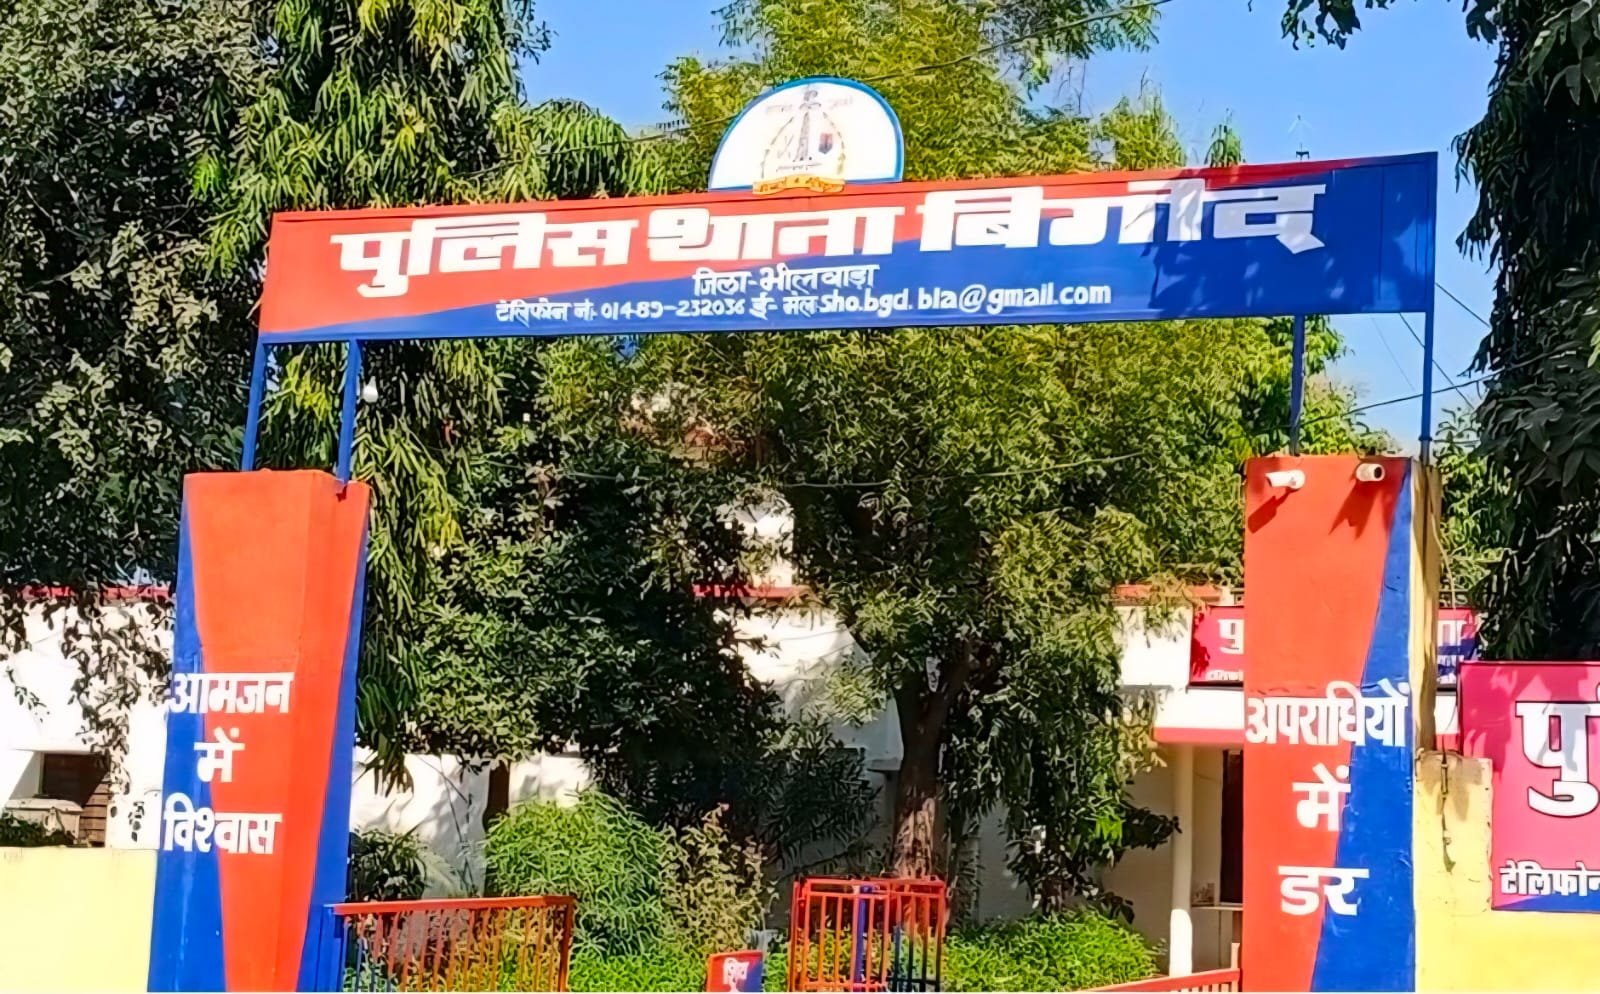 पुलिस थाना बिगोद
जिला-भीलवाड़ा
टेलिफोन नं. 01489-232036 ई-मेल Sho.bgd.bla@gmail.com
आमजन
में
विश्वास
अपराधियों
में
डर
टेलिफोन